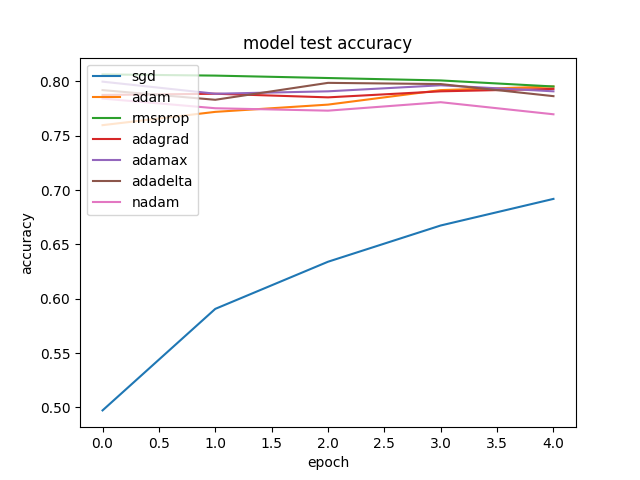 model test accuracy
sgd
adam
rmsprop
adagrad
adamax
adadelta
nadam
accuracy
0.80
0.75
0.70
0.65
0.60
0.55
0.50
0.0 0.5 1.0 1.5 2.0 2.5 3.0 3.5 4.0
epoch